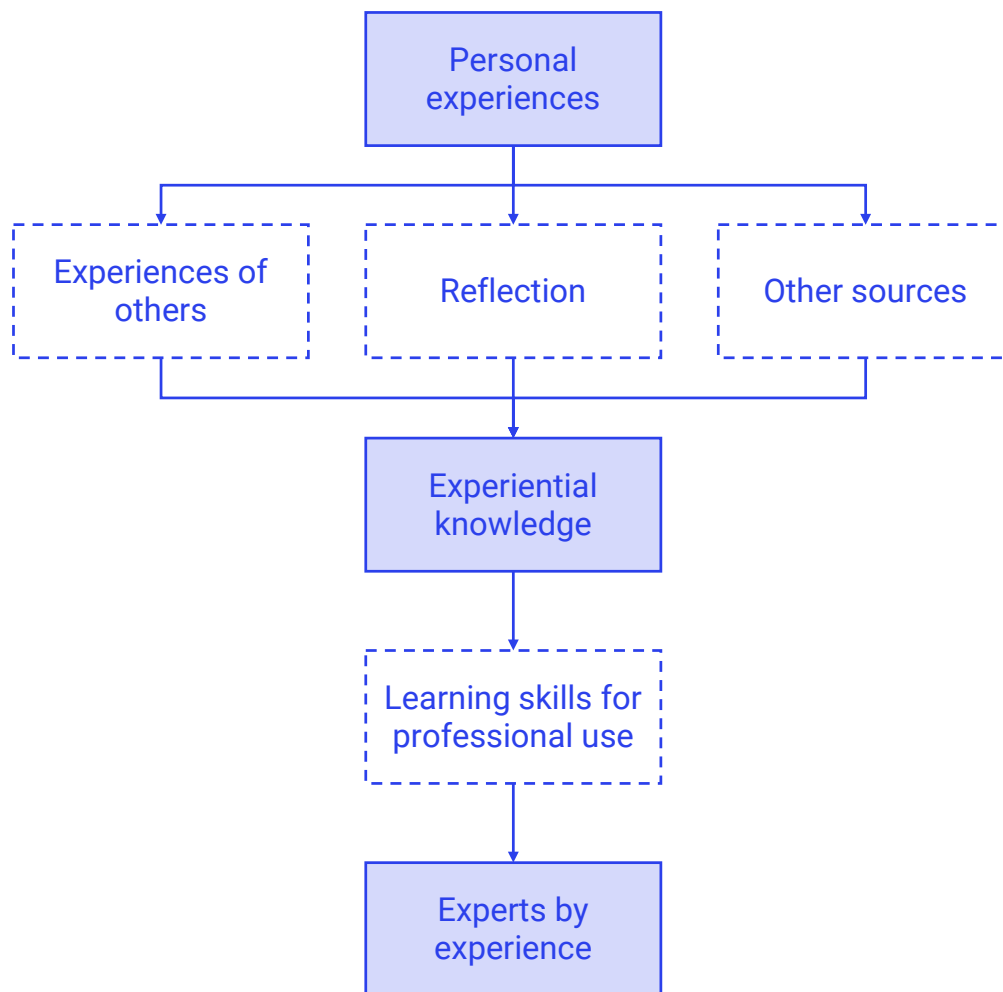 Personal
experiences
Experiences of
others
Reflection
Other sources
Experiential
knowledge
Learning skills for
professional use
Experts by
experience